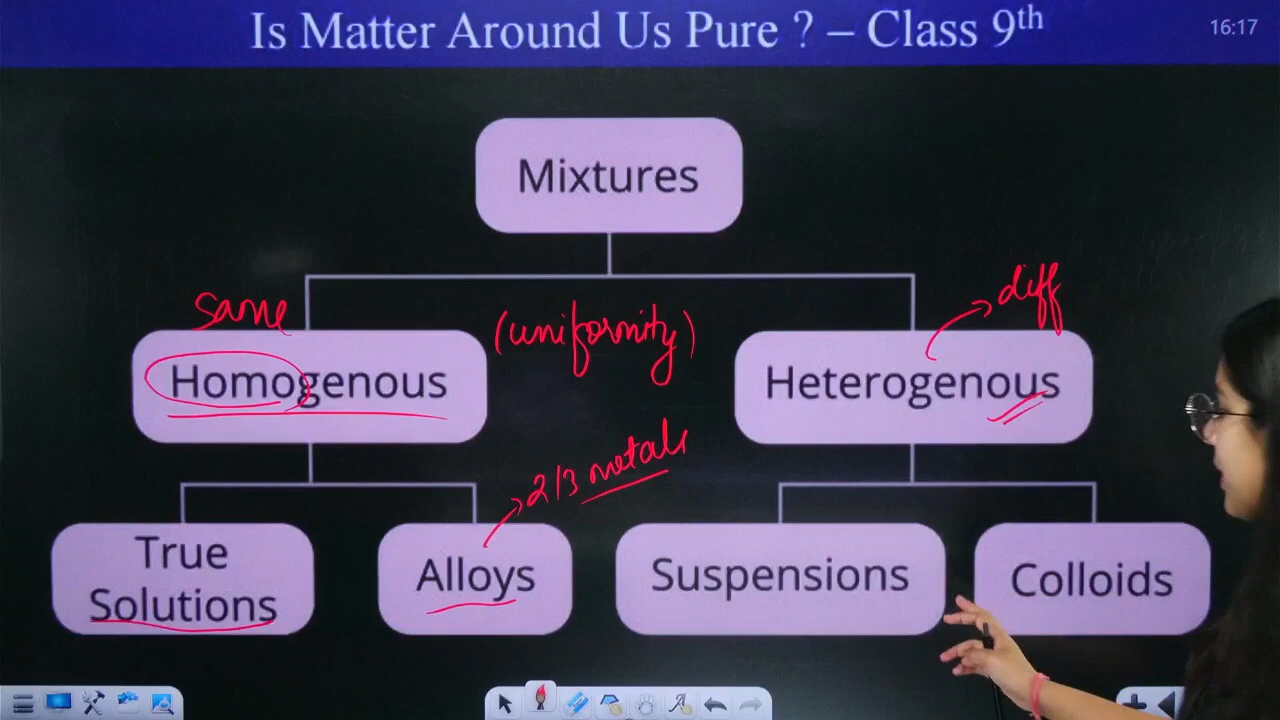 Is Matter Around Us Pure ? – Class 9th
16:17
Mixtures
same
(uniformity)
diff
Homogenous
Heterogenous
2/3 metals
True
Solutions
Alloys
Suspensions
Colloids